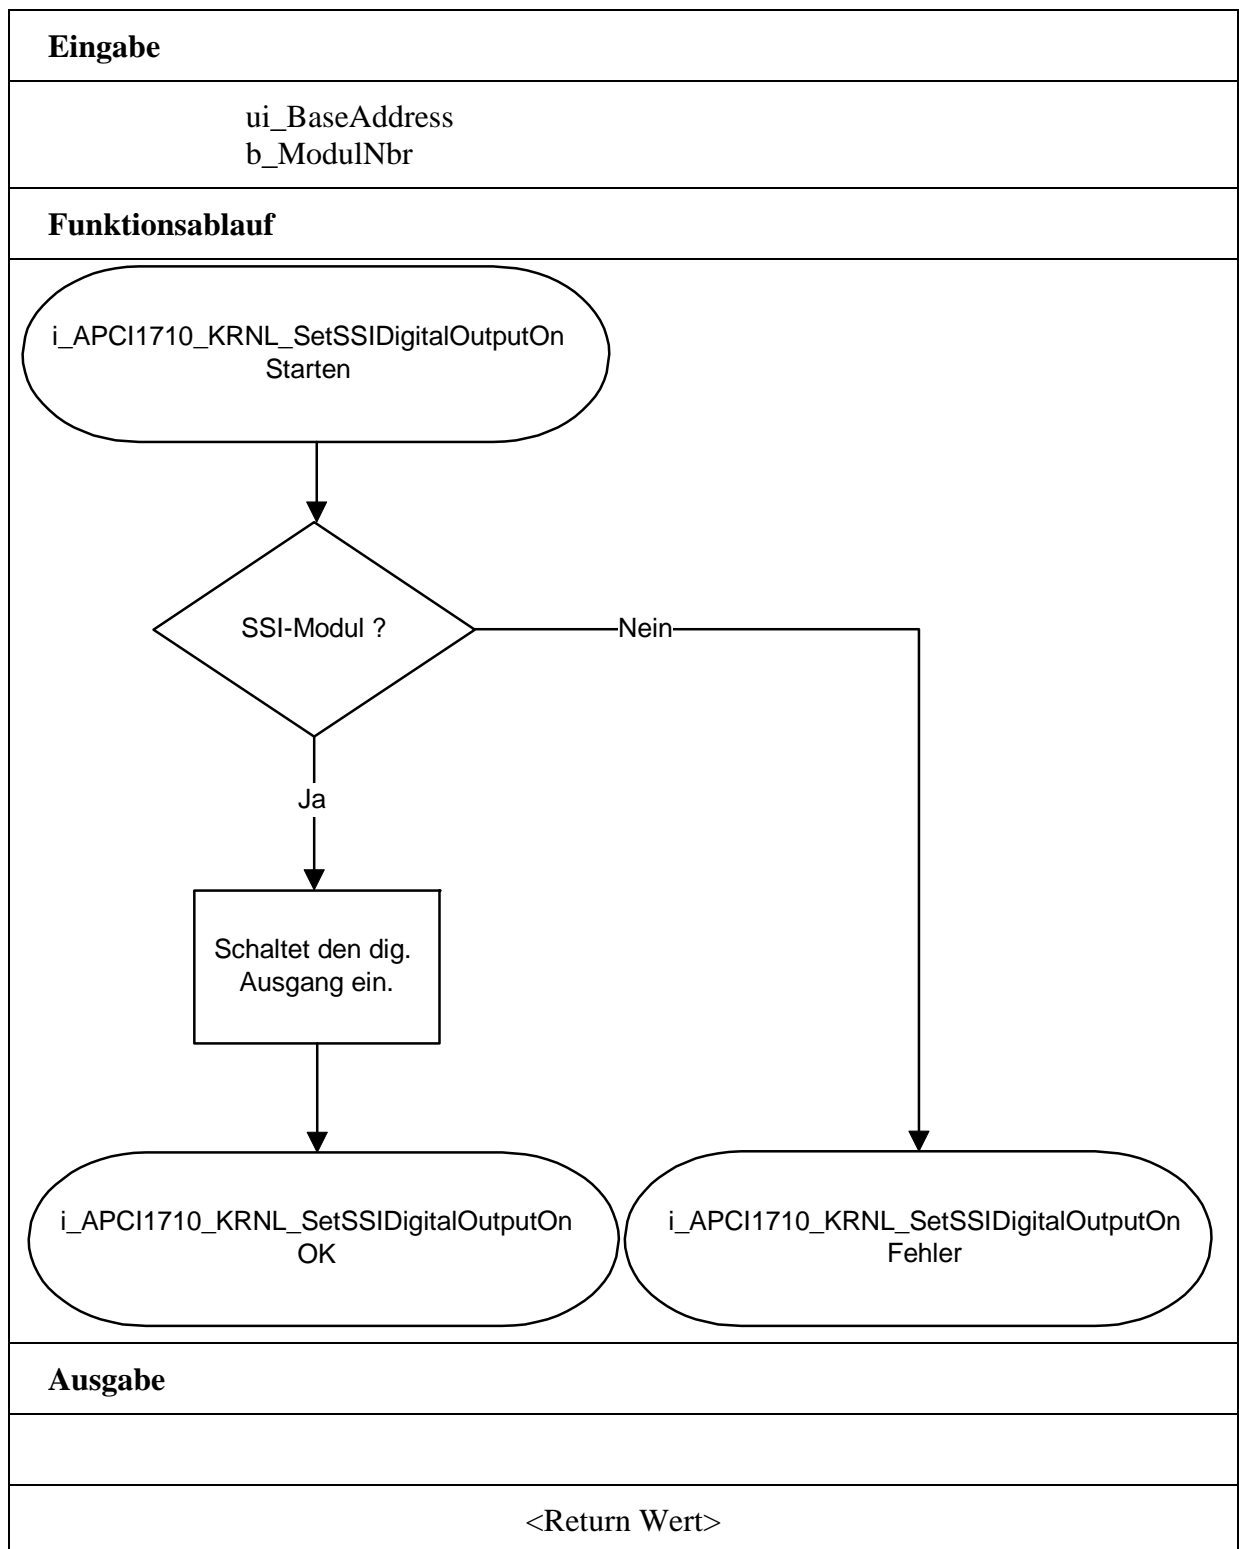 Eingabe
ui_BaseAddress
b_ModulNbr
Funktionsablauf
i_APCI1710_KRNL_SetSSIDigitalOutputOn
Starten
SSI-Modul ?
Nein
Ja
Schaltet den dig.
Ausgang ein.
i_APCI1710_KRNL_SetSSIDigitalOutputOn
OK
i_APCI1710_KRNL_SetSSIDigitalOutputOn
Fehler
Ausgabe
<Return Wert>